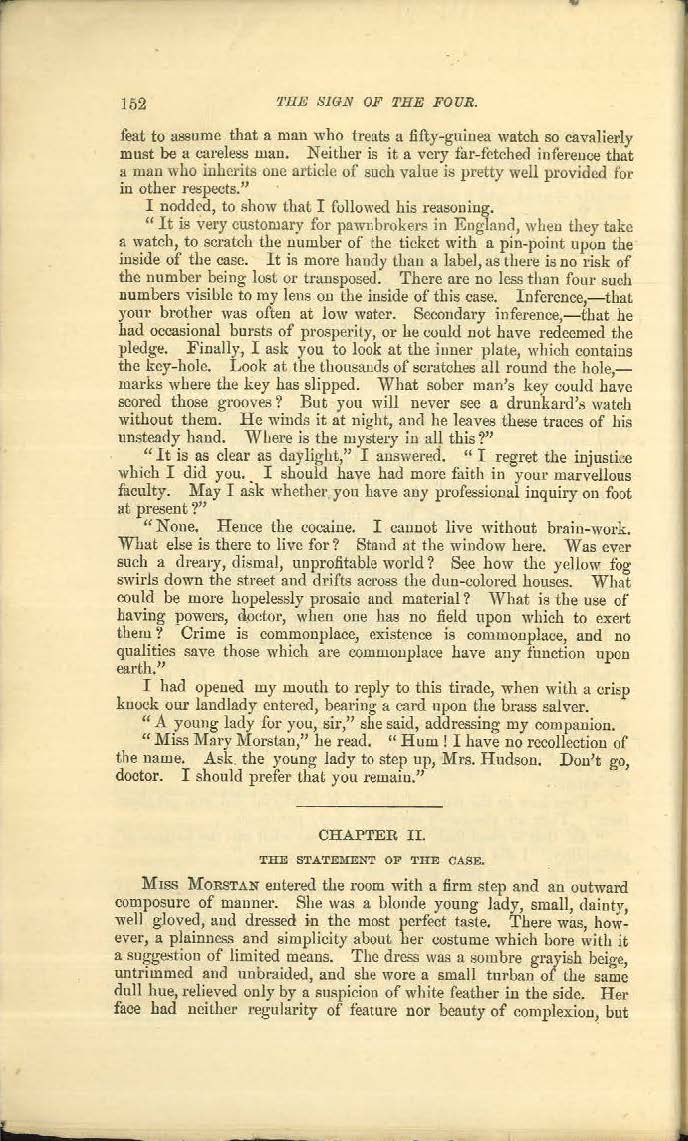 152 THE SIGN OF THE FOUR.
feat to assume that a man who treats a fifty-guinea watch so cavalierly
must be a careless man. Neither is it a very far-fetched inference that
a man who inherits one article of such value is pretty well provided for
in other respects.”
I nodded, to show that I followed his reasoning.
“It is very customary for pawnbrokers in England, when they take
a watch, to scratch the number of the ticket with a pin-point upon the
inside of the case. It is more handy than a label, as there is no risk of
the number being lost or transposed. There are no less than four such
numbers visible to my lens on the inside of this case. Inference,—that
your brother was often at low water. Secondary inference,—that he
had occasional bursts of prosperity, or he could not have redeemed the
pledge. Finally, I ask you to look at the inner plate, which contains
the key-hole. Look at the thousands of scratches all round the hole,—
marks where the key has slipped. What sober man’s key could have
scored those grooves? But you will never see a drunkard’s watch
without them. He winds it at night, and he leaves these traces of his
unsteady hand. Where is the mystery in all this?”
“It is as clear as daylight,” I answered. “I regret the injustice
which I did you. I should have had more faith in your marvellous
faculty. May I ask whether you have any professional inquiry on foot
at present?”
“None. Hence the cocaine. I cannot live without brain-work.
What else is there to live for? Stand at the window here. Was ever
such a dreary, dismal, unprofitable world? See how the yellow fog
swirls down the street and drifts across the dun-colored houses. What
could be more hopelessly prosaic and material? What is the use of
having powers, doctor, when one has no field upon which to exert
them? Crime is commonplace, existence is commonplace, and no
qualities save those which are commonplace have any function upon
earth.”
I had opened my mouth to reply to this tirade, when with a crisp
knock our landlady entered, bearing a card upon the brass salver.
“A young lady for you, sir,” she said, addressing my companion.
“Miss Mary Morstan,” he read. “Hum! I have no recollection of
the name. Ask the young lady to step up, Mrs. Hudson. Don’t go,
doctor. I should prefer that you remain.”
CHAPTER II.
THE STATEMENT OF THE CASE.
MISS MORSTAN entered the room with a firm step and an outward
composure of manner. She was a blonde young lady, small, dainty,
well gloved, and dressed in the most perfect taste. There was, how-
ever, a plainness and simplicity about her costume which bore with it
a suggestion of limited means. The dress was a sombre grayish beige,
untrimmed and unbraided, and she wore a small turban of the same
dull hue, relieved only by a suspicion of white feather in the side. Her
face had neither regularity of feature nor beauty of complexion, but